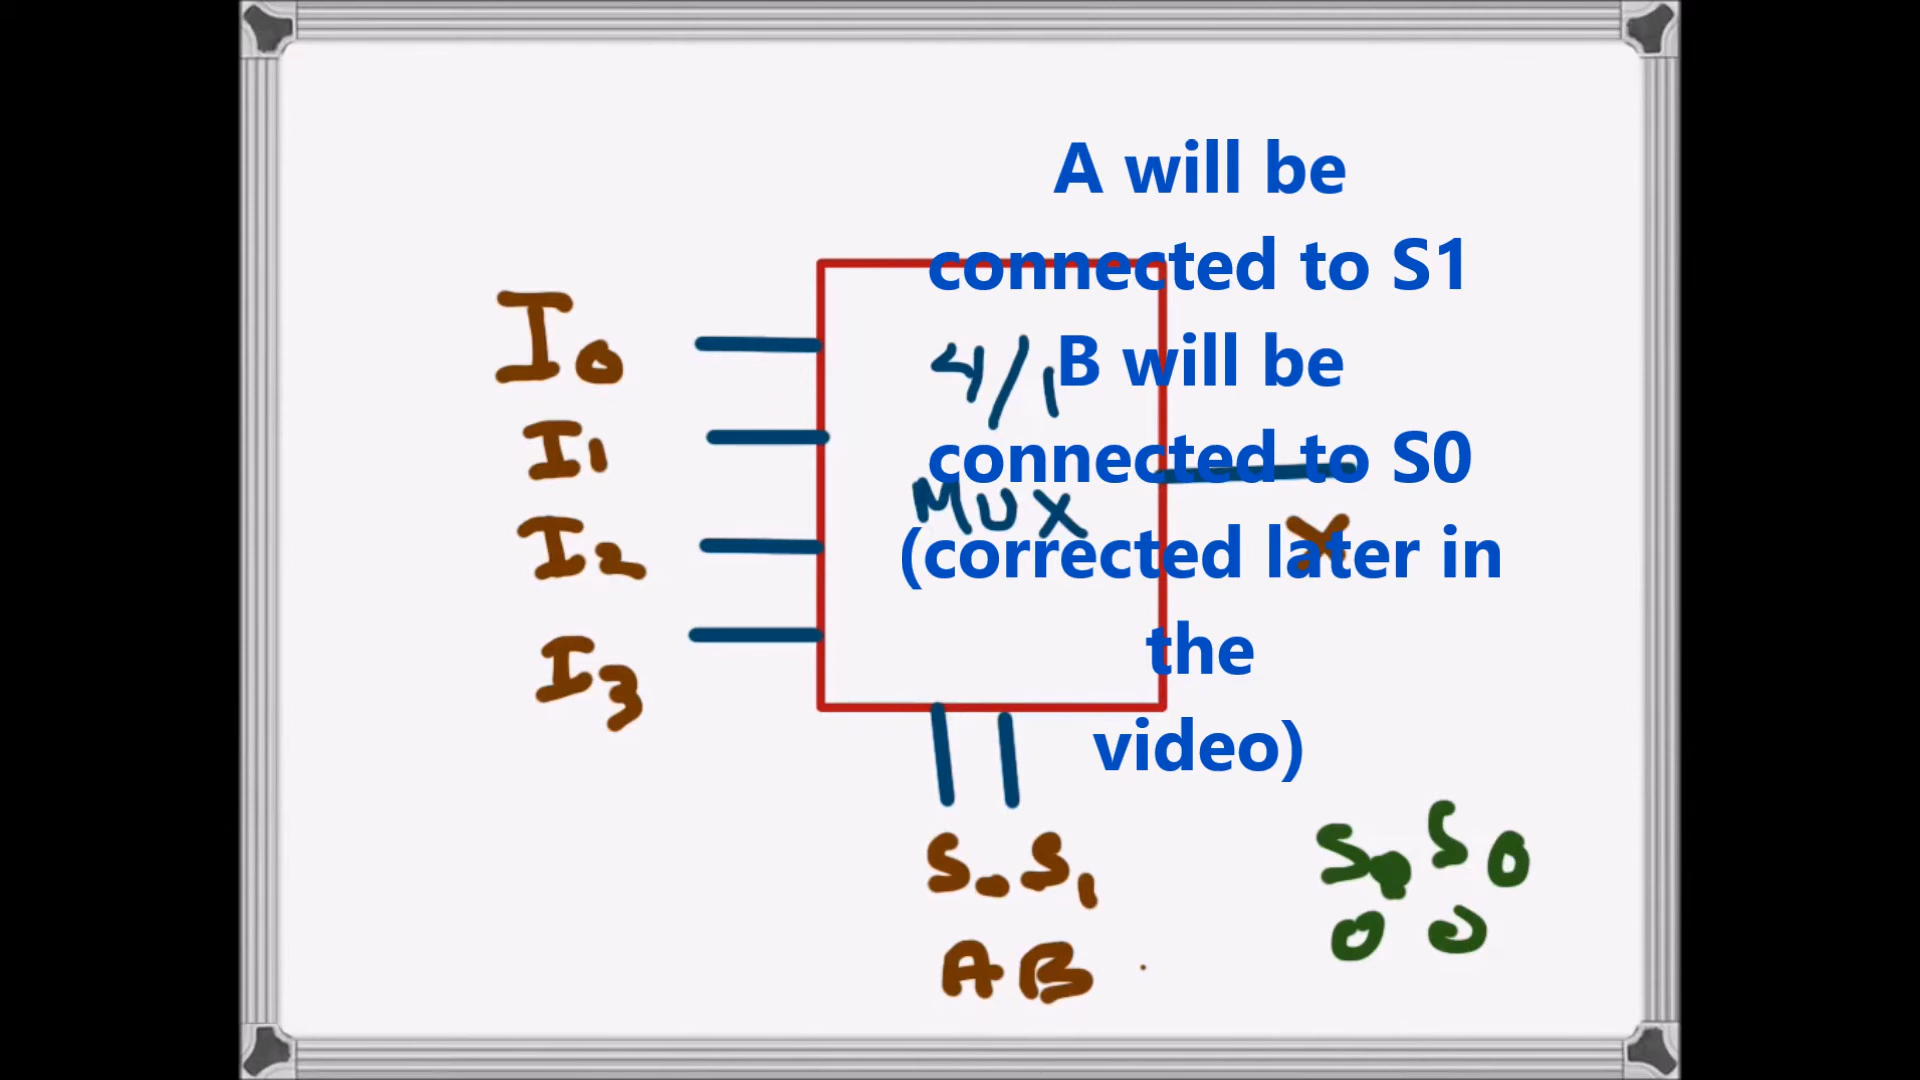 A will be
connected to S1
B will be
connected to S0
(corrected later in
the
video)
I0
I1
I2
I3
4/1
MUX
Y
S0 S1
A B
S1 S0
0 0